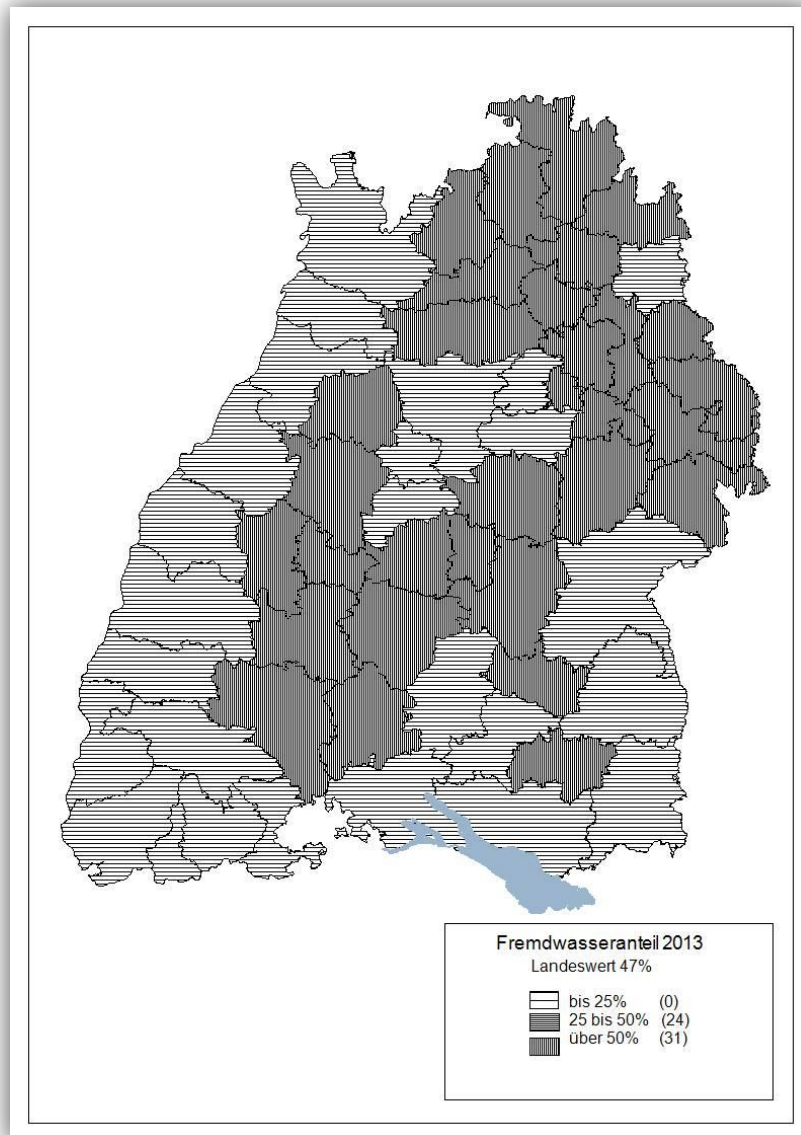 Fremdwasseranteil 2013
Landeswert 47%
bis 25% (0)
25 bis 50% (24)
über 50% (31)